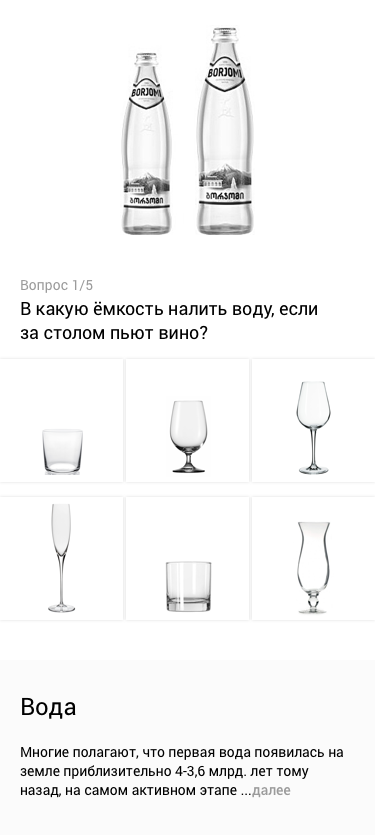 BORJOMI
BORJOMI
ᲑᲝᲠᲯᲝᲛᲘ
ᲑᲝᲠᲯᲝᲛᲘ
Вопрос 1/5
В какую ёмкость налить воду, если
за столом пьют вино?
Вода
Многие полагают, что первая вода появилась на
земле приблизительно 4-3,6 млрд. лет тому
назад, на самом активном этапе ...далее